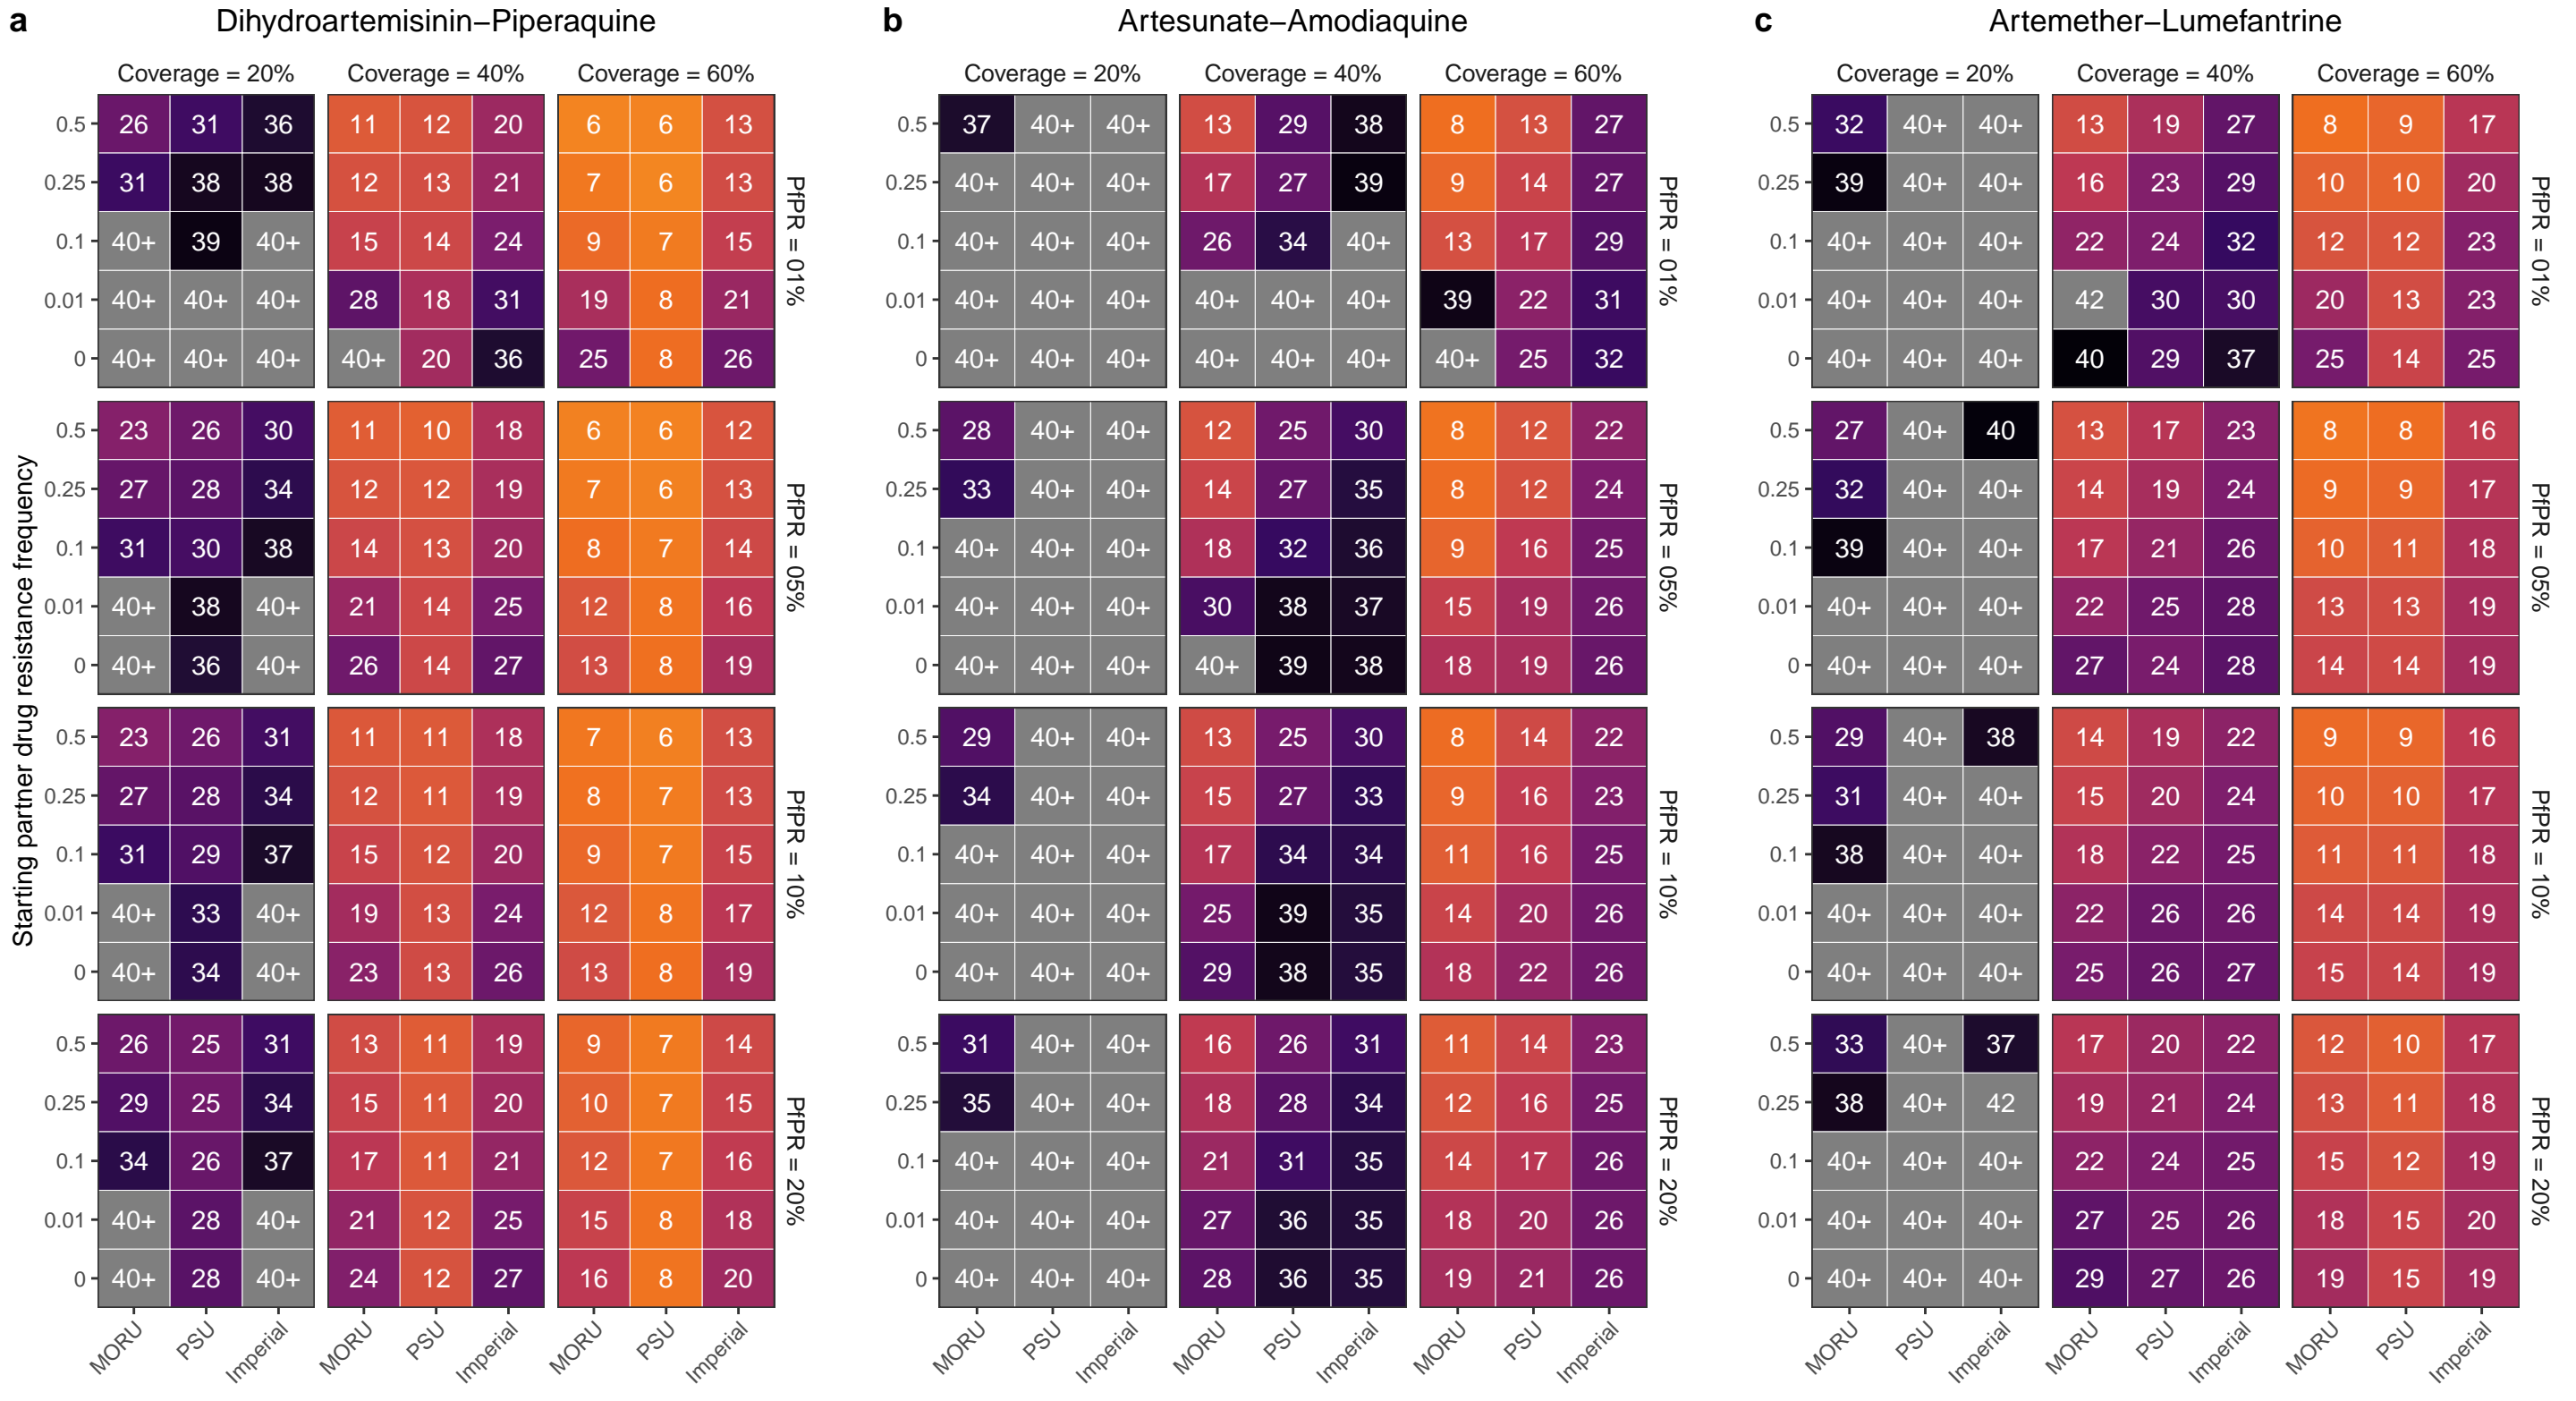 a Dihydroartemisinin–Piperaquine b Artesunate–Amodiaquine c Artemether–Lumefantrine
Coverage = 20% Coverage = 40% Coverage = 60% Coverage = 20% Coverage = 40% Coverage = 60% Coverage = 20% Coverage = 40% Coverage = 60%
Starting partner drug resistance frequency
0.5 26 31 36 11 12 20 6 6 13 0.5 37 40+ 40+ 13 29 38 8 13 27 0.5 32 40+ 40+ 13 19 27 8 9 17
0.25 31 38 38 12 13 21 7 6 13 0.25 40+ 40+ 40+ 17 27 39 9 14 27 0.25 39 40+ 40+ 16 23 29 10 10 20
0.1 40+ 39 40+ 15 14 24 9 7 15 0.1 40+ 40+ 40+ 26 34 40+ 13 17 29 0.1 40+ 40+ 40+ 22 24 32 12 12 23
0.01 40+ 40+ 40+ 28 18 31 19 8 21 0.01 40+ 40+ 40+ 40+ 40+ 40+ 39 22 31 0.01 40+ 40+ 40+ 42 30 30 20 13 23
0 40+ 40+ 40+ 40+ 20 36 25 8 26 0 40+ 40+ 40+ 40+ 40+ 40+ 40+ 25 32 0 40+ 40+ 40+ 40 29 37 25 14 25
PfPR = 01% PfPR = 01% PfPR = 01%
0.5 23 26 30 11 10 18 6 6 12 0.5 28 40+ 40+ 12 25 30 8 12 22 0.5 27 40+ 40 13 17 23 8 8 16
0.25 27 28 34 12 12 19 7 6 13 0.25 33 40+ 40+ 14 27 35 8 12 24 0.25 32 40+ 40+ 14 19 24 9 9 17
0.1 31 30 38 14 13 20 8 7 14 0.1 40+ 40+ 40+ 18 32 36 9 16 25 0.1 39 40+ 40+ 17 21 26 10 11 18
0.01 40+ 38 40+ 21 14 25 12 8 16 0.01 40+ 40+ 40+ 30 38 37 15 19 26 0.01 40+ 40+ 40+ 22 25 28 13 13 19
0 40+ 36 40+ 26 14 27 13 8 19 0 40+ 40+ 40+ 40+ 39 38 18 19 26 0 40+ 40+ 40+ 27 24 28 14 14 19
PfPR = 05% PfPR = 05% PfPR = 05%
0.5 23 26 31 11 11 18 7 6 13 0.5 29 40+ 40+ 13 25 30 8 14 22 0.5 29 40+ 38 14 19 22 9 9 16
0.25 27 28 34 12 11 19 8 7 13 0.25 34 40+ 40+ 15 27 33 9 16 23 0.25 31 40+ 40+ 15 20 24 10 10 17
0.1 31 29 37 15 12 20 9 7 15 0.1 40+ 40+ 40+ 17 34 34 11 16 25 0.1 38 40+ 40+ 18 22 25 11 11 18
0.01 40+ 33 40+ 19 13 24 12 8 17 0.01 40+ 40+ 40+ 25 39 35 14 20 26 0.01 40+ 40+ 40+ 22 26 26 14 14 19
0 40+ 34 40+ 23 13 26 13 8 19 0 40+ 40+ 40+ 29 38 35 18 22 26 0 40+ 40+ 40+ 25 26 27 15 14 19
PfPR = 10% PfPR = 10% PfPR = 10%
0.5 26 25 31 13 11 19 9 7 14 0.5 31 40+ 40+ 16 26 31 11 14 23 0.5 33 40+ 37 17 20 22 12 10 17
0.25 29 25 34 15 11 20 10 7 15 0.25 35 40+ 40+ 18 28 34 12 16 25 0.25 38 40+ 42 19 21 24 13 11 18
0.1 34 26 37 17 11 21 12 7 16 0.1 40+ 40+ 40+ 21 31 35 14 17 26 0.1 40+ 40+ 40+ 22 24 25 15 12 19
0.01 40+ 28 40+ 21 12 25 15 8 18 0.01 40+ 40+ 40+ 27 36 35 18 20 26 0.01 40+ 40+ 40+ 27 25 26 18 15 20
0 40+ 28 40+ 24 12 27 16 8 20 0 40+ 40+ 40+ 28 36 35 19 21 26 0 40+ 40+ 40+ 29 27 26 19 15 19
PfPR = 20% PfPR = 20% PfPR = 20%
MORU PSU Imperial MORU PSU Imperial MORU PSU Imperial MORU PSU Imperial MORU PSU Imperial MORU PSU Imperial MORU PSU Imperial MORU PSU Imperial MORU PSU Imperial